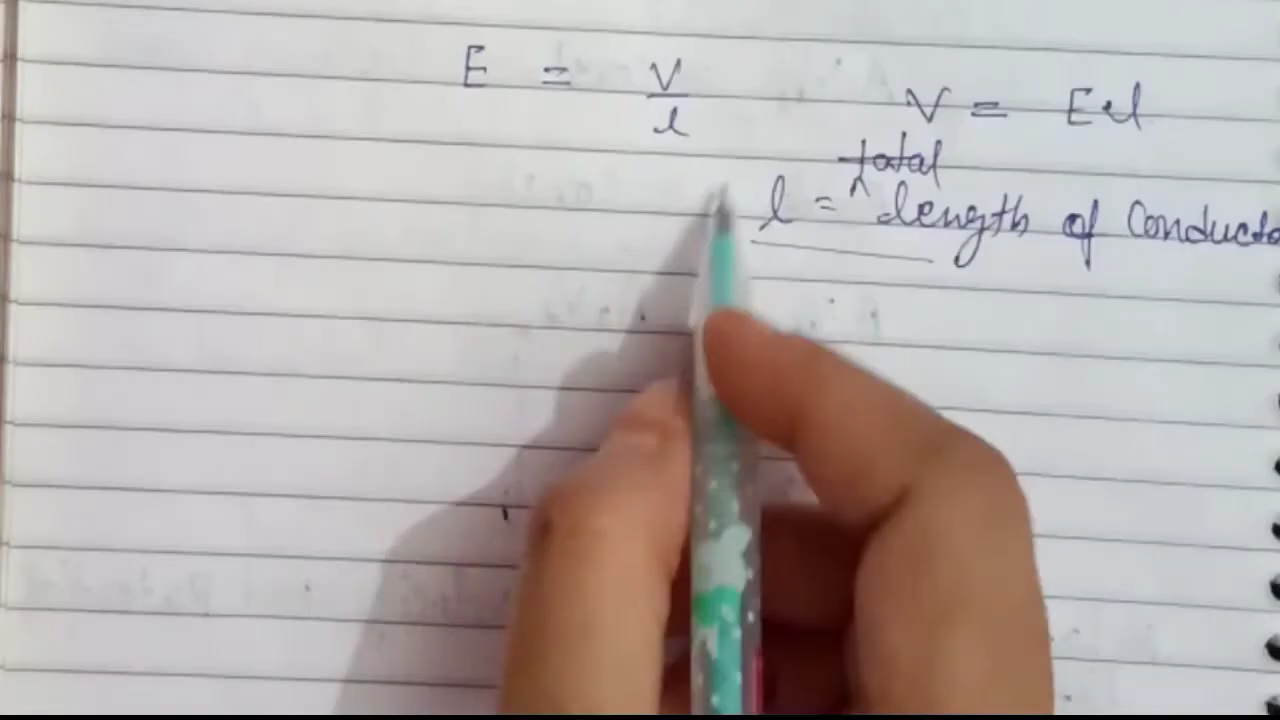 E = V/l
V = El
total
l = ^ length of Conducto